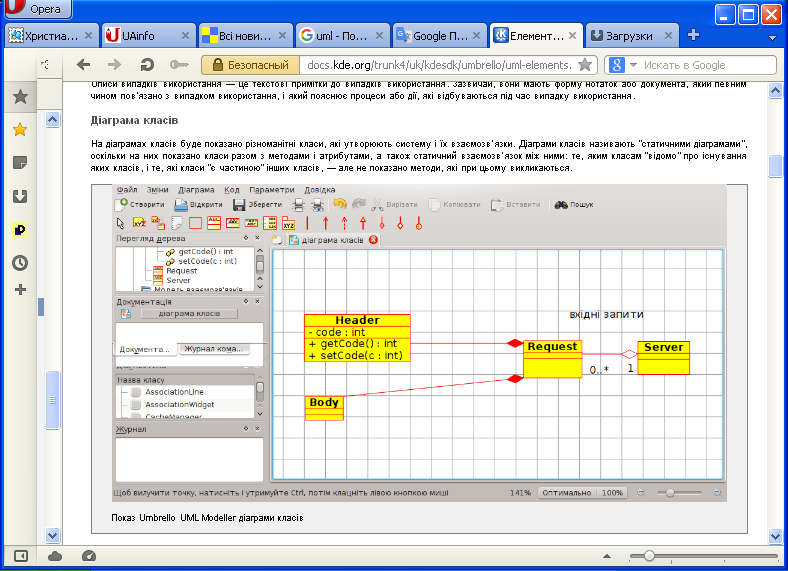 Opera
Христиа...
UAinfo
Всі нови...
uml - По...
Google П...
Елемент...
Загрузки
Безопасный
docs.kde.org/trunk4/uk/kdesdk/umbrello/uml-elements.
Искать в Google
Описи випадків використання — це текстові примітки до випадків використання. Зазвичай, вони мають форму нотаток або документа, який певним
чином пов'язано з випадком використання, і який пояснює процеси або дії, які відбуваються під час випадку використання.
Діаграма класів
На діаграмах класів буде показано різноманітні класи, які утворюють систему і їх взаємозв'язки. Діаграми класів називають "статичними діаграмами",
оскільки на них показано класи разом з методами і атрибутами, а також статичний взаємозв'язок між ними: те, яким класам "відомо" про існування
яких класів, і те, які класи "є частиною" інших класів, — але не показано методи, які при цьому викликаються.
Файл Зміни Діаграма Код Параметри Довідка
Створити Відкрити Зберегти Вирізати Копіювати Вставити Пошук
Перегляд дерева
getCode() : int
setCode(c : int)
Request
Server
Модель взаємозв'язків
Документація
діаграма класів
Документа...
Журнал кома...
Назва класу
AssociationLine
AssociationWidget
CacheManager
Журнал
діаграма класів
вхідні запити
Header
- code : int
+ getCode() : int
+ setCode(c : int)
Request
Server
0..*
1
Body
Щоб вилучити точку, натисніть і утримуйте Ctrl, потім клацніть лівою кнопкою миші
141%
Оптимально
100%
Показ Umbrello UML Modeller діаграми класів